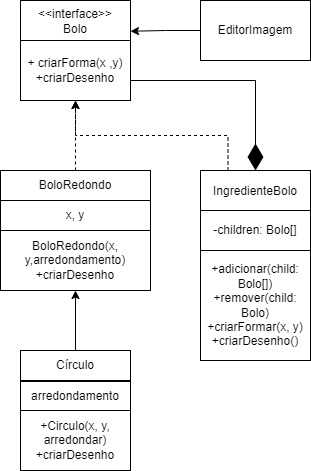 <<interface>>
Bolo
+ criarForma(x ,y)
+criarDesenho
EditorImagem
BoloRedondo
x, y
BoloRedondo(x,
y,arredondamento)
+criarDesenho
IngredienteBolo
-children: Bolo[]
+adicionar(child:
Bolo[])
+remover(child:
Bolo)
+criarFormar(x, y)
+criarDesenho()
Círculo
arredondamento
+Circulo(x, y,
arredondar)
+criarDesenho